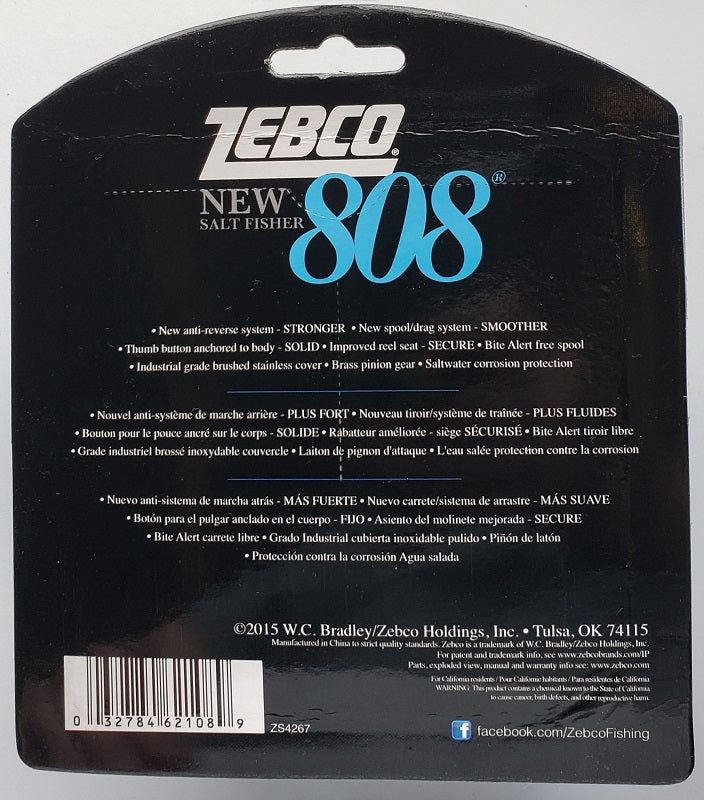 ZEBCO®
NEW 808®
SALT FISHER
• New anti-reverse system - STRONGER • New spool/drag system - SMOOTHER
• Thumb button anchored to body - SOLID • Improved reel seat - SECURE • Bite Alert free spool
• Industrial grade brushed stainless cover • Brass pinion gear • Saltwater corrosion protection
• Nouvel anti-système de marche arrière - PLUS FORT • Nouveau tiroir/système de traînée - PLUS FLUIDES
• Bouton pour le pouce ancré sur le corps - SOLIDE • Rabatteur améliorée - siège SÉCURISÉ • Bite Alert tiroir libre
• Grade industriel brossé inoxydable couvercle • Laiton de pignon d'attaque • L'eau salée protection contre la corrosion
• Nuevo anti-sistema de marcha atrás - MÁS FUERTE • Nuevo carrete/sistema de arrastre - MÁS SUAVE
• Botón para el pulgar anclado en el cuerpo - FIJO • Asiento del molinete mejorada - SECURE
• Bite Alert carrete libre • Grado Industrial cubierta inoxidable pulido • Piñón de latón
• Protección contra la corrosión Agua salada
©2015 W.C. Bradley/Zebco Holdings, Inc. • Tulsa, OK 74115
Manufactured in China to strict quality standards. Zebco is a trademark of W.C. Bradley/Zebco Holdings, Inc.
For patent and trademark info, see www.zebcobrands.com/IP
Parts, exploded view, manual and warranty info see: www.zebco.com
For California residents / Pour Californie habitants / Para residentes de California
WARNING: This product contains a chemical known to the State of California
to cause cancer, birth defects, and other reproductive harm.
0 32784 62108 9
ZS4267
f facebook.com/ZebcoFishing